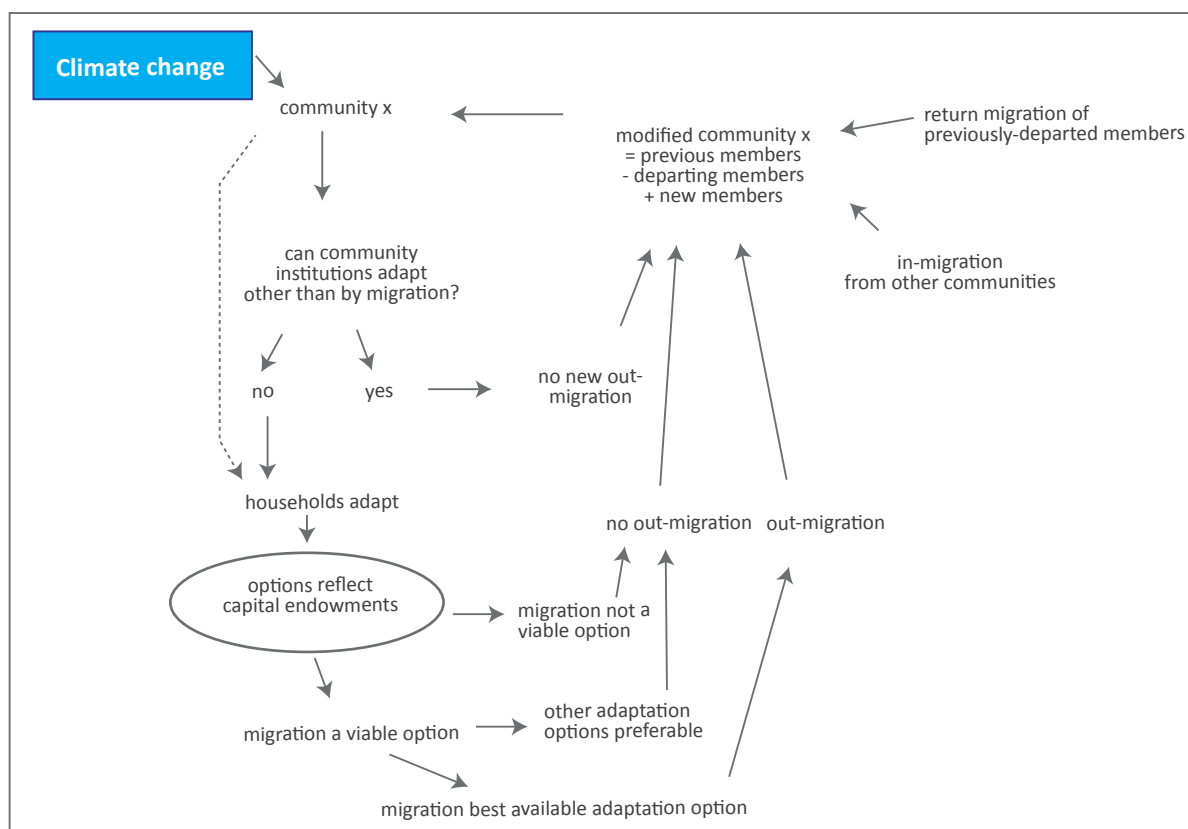 Climate change
community x
return migration of
previously-departed members
modified community x
= previous members
- departing members
+ new members
can community
institutions adapt
other than by migration?
in-migration
from other communities
no
yes
no new out-
migration
households adapt
no out-migration
out-migration
options reflect
capital endowments
migration not a
viable option
migration a viable option
other adaptation
options preferable
migration best available adaptation option